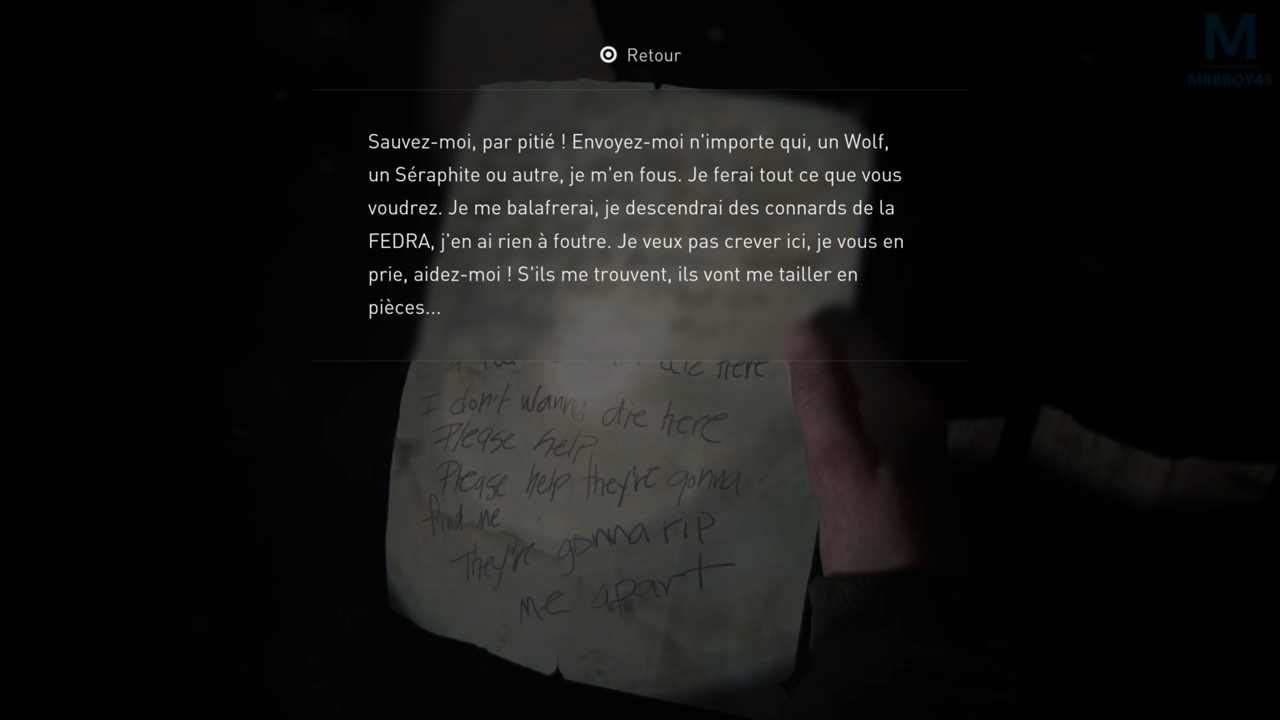 M
MRBBOY45
Retour
Sauvez-moi, par pitié ! Envoyez-moi n'importe qui, un Wolf,
un Séraphite ou autre, je m'en fous. Je ferai tout ce que vous
voudrez. Je me balafrerai, je descendrai des connards de la
FEDRA, j'en ai rien à foutre. Je veux pas crever ici, je vous en
prie, aidez-moi ! S'ils me trouvent, ils vont me tailler en
pièces...
die here
I don't wanna die here
Please help
Please help they're gonna
find me
They're gonna rip
me apart